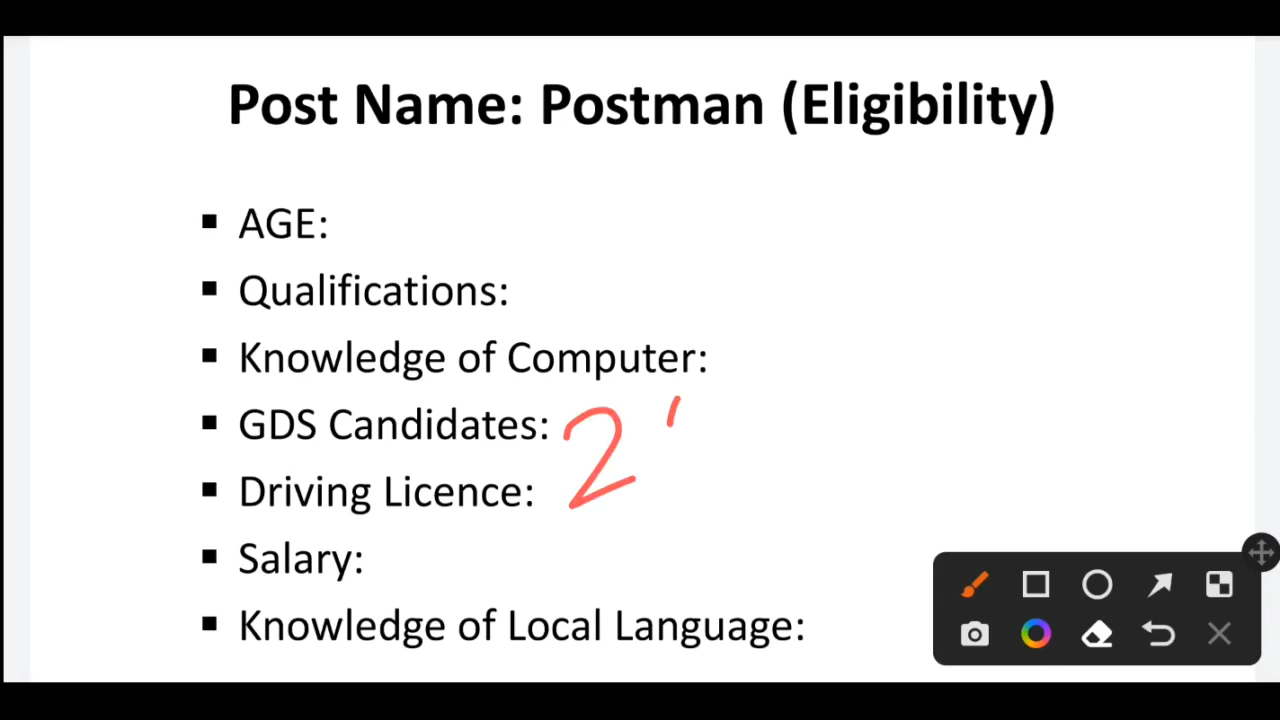 Post Name: Postman (Eligibility)
AGE:
Qualifications:
Knowledge of Computer:
GDS Candidates:
2
Driving Licence:
Salary:
Knowledge of Local Language: